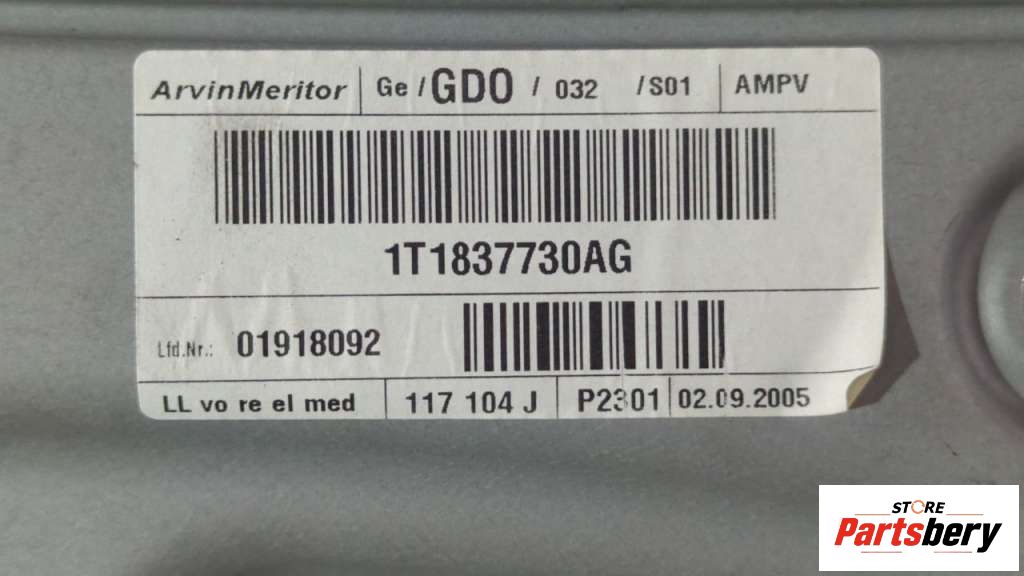 ArvinMeritor Ge / GDO / 032 / S01 AMPV
1T1837730AG
Lfd.Nr.: 01918092
LL vo re el med 117 104 J P2301 02.09.2005
STORE
Partsbery